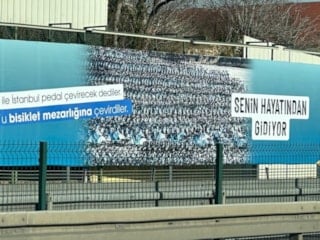 ile İstanbul pedal çevirecek dediler.
'u bisiklet mezarlığına çevirdiler.
SENİN HAYATINDAN
GİDİYOR